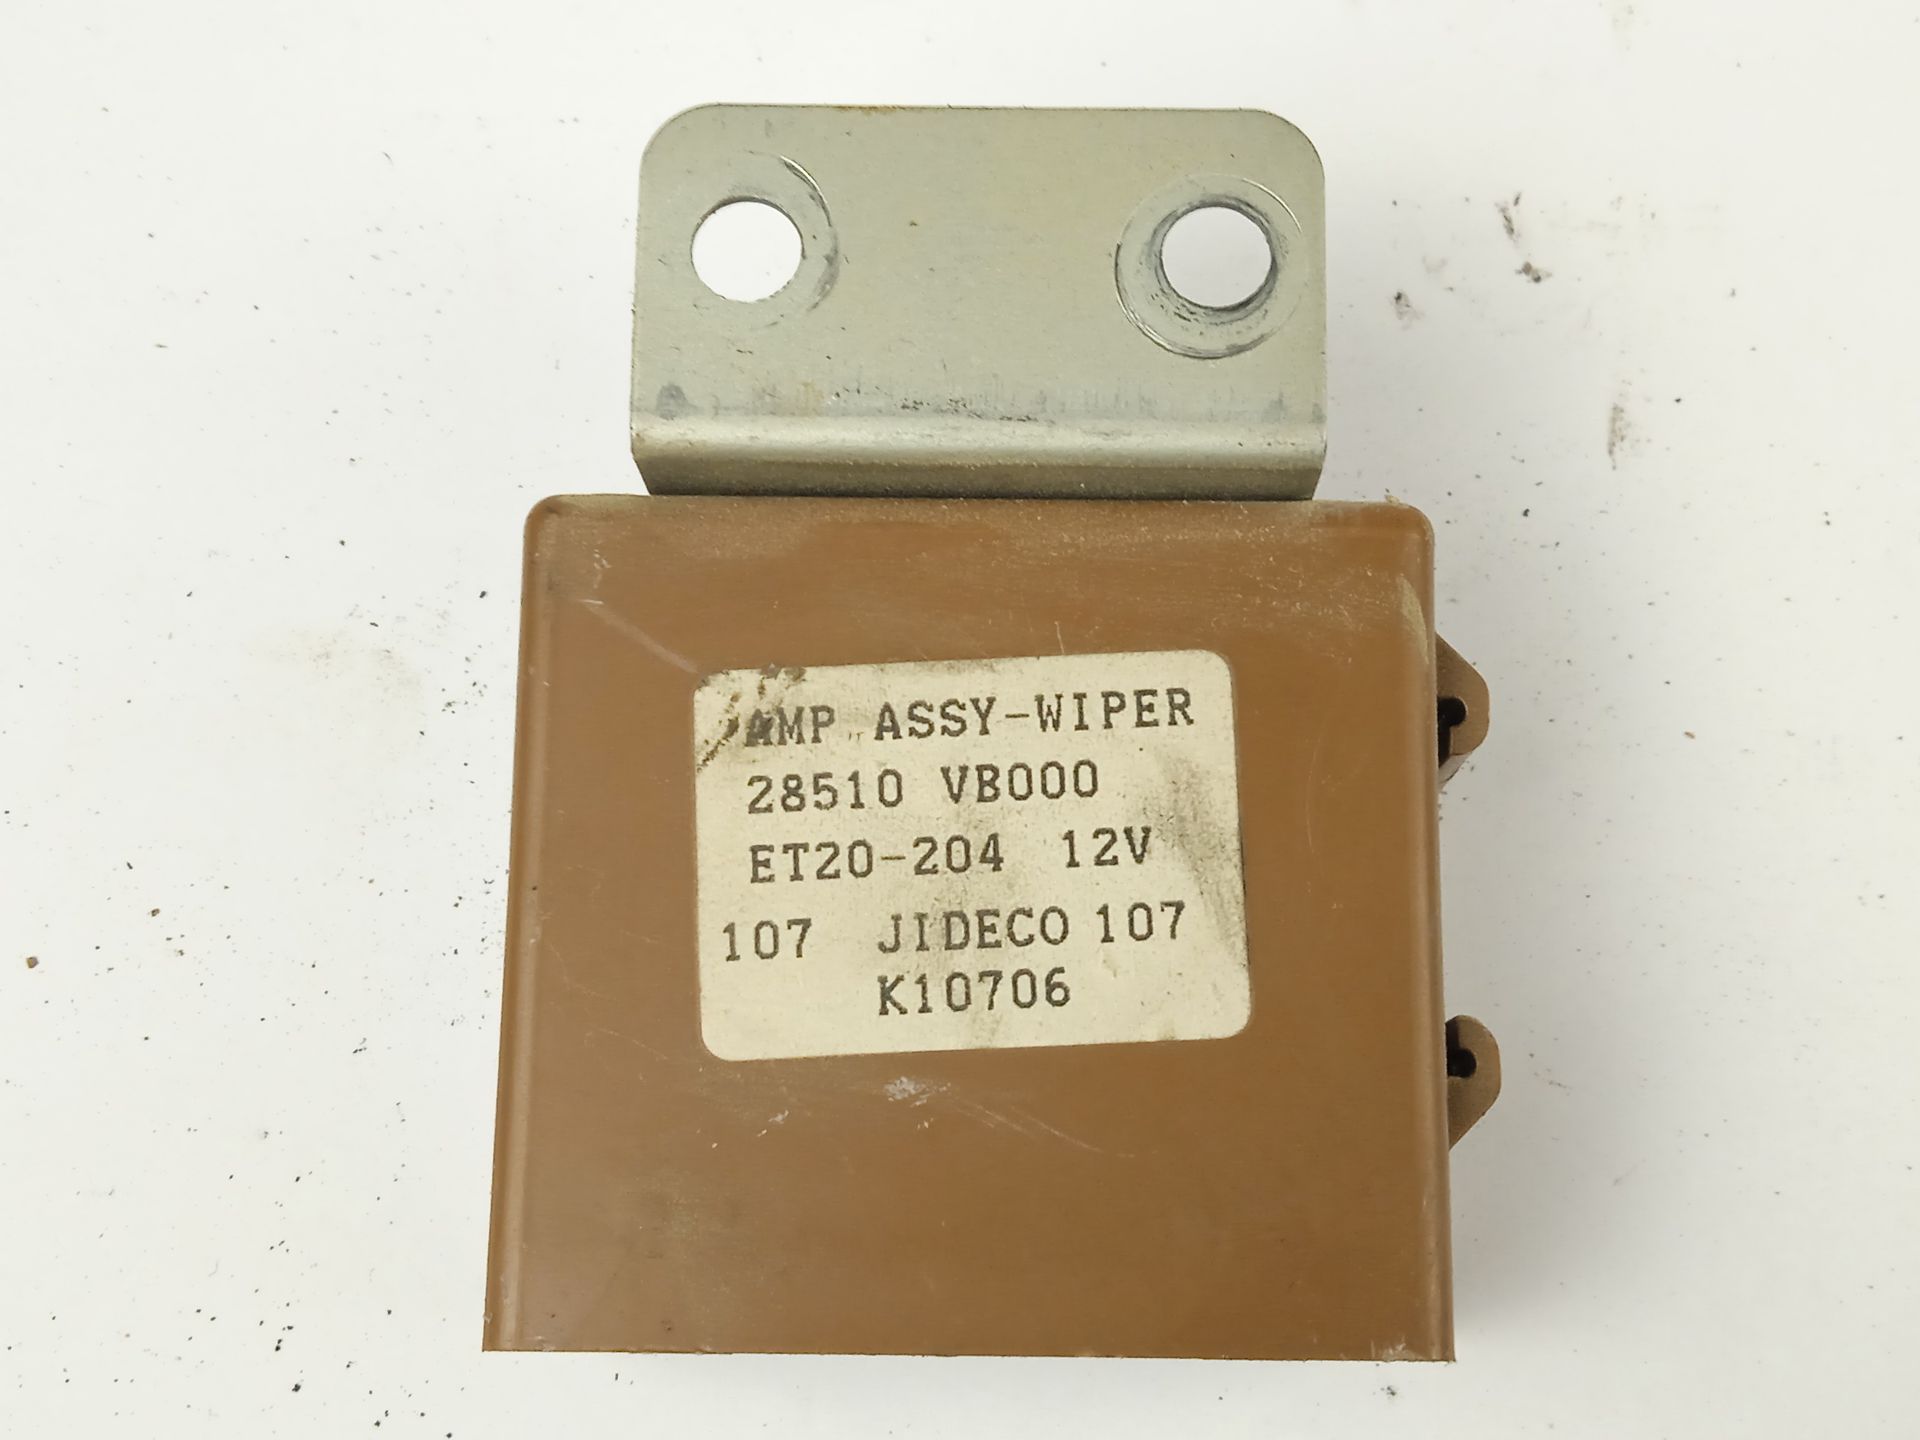 AMP ASSY-WIPER
28510 VB000
ET20-204 12V
107 JIDECO 107
K10706